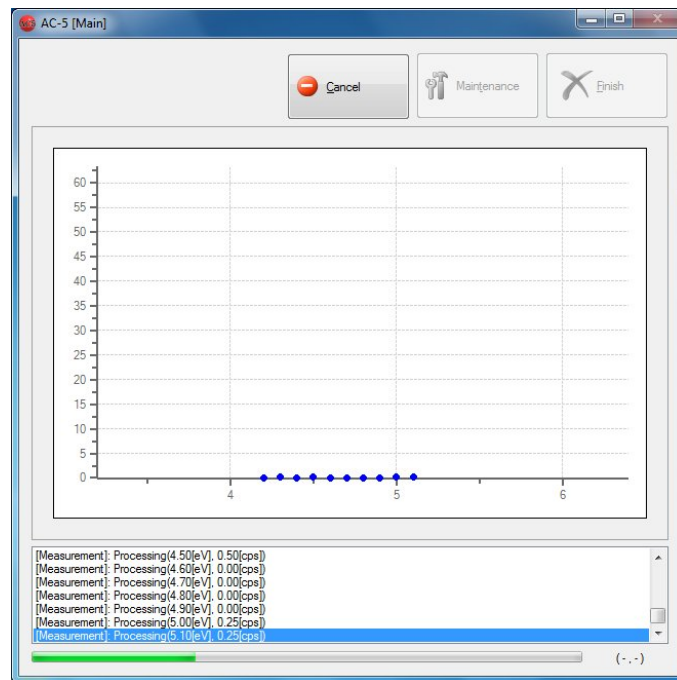 AC-5 [Main]
Cancel
Maintenance
Finish
60
55
50
45
40
35
30
25
20
15
10
5
0
4
5
6
[Measurement]: Processing(4.50[eV], 0.50[cps])
[Measurement]: Processing(4.60[eV], 0.00[cps])
[Measurement]: Processing(4.70[eV], 0.00[cps])
[Measurement]: Processing(4.80[eV], 0.00[cps])
[Measurement]: Processing(4.90[eV], 0.00[cps])
[Measurement]: Processing(5.00[eV], 0.25[cps])
[Measurement]: Processing(5.10[eV], 0.25[cps])
(-.-)